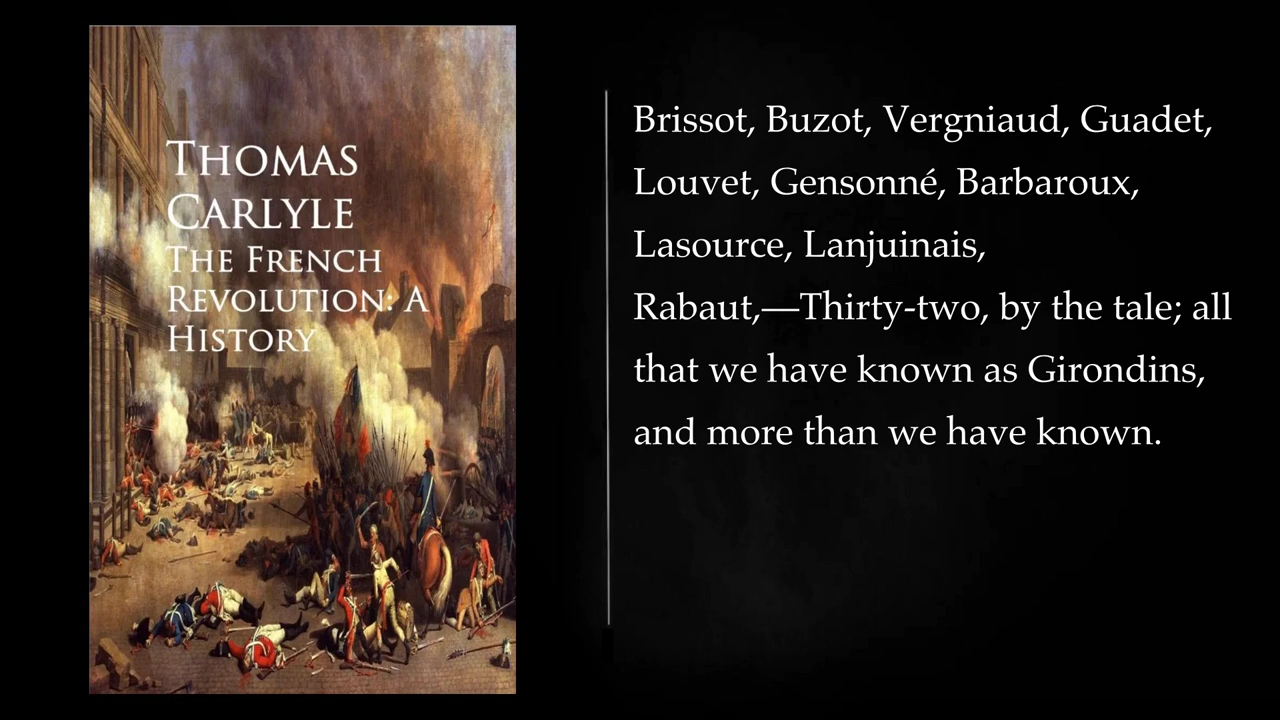 THOMAS
CARLYLE
THE FRENCH
REVOLUTION: A
HISTORY
Brissot, Buzot, Vergniaud, Guadet,
Louvet, Gensonné, Barbaroux,
Lasource, Lanjuinais,
Rabaut,—Thirty-two, by the tale; all
that we have known as Girondins,
and more than we have known.